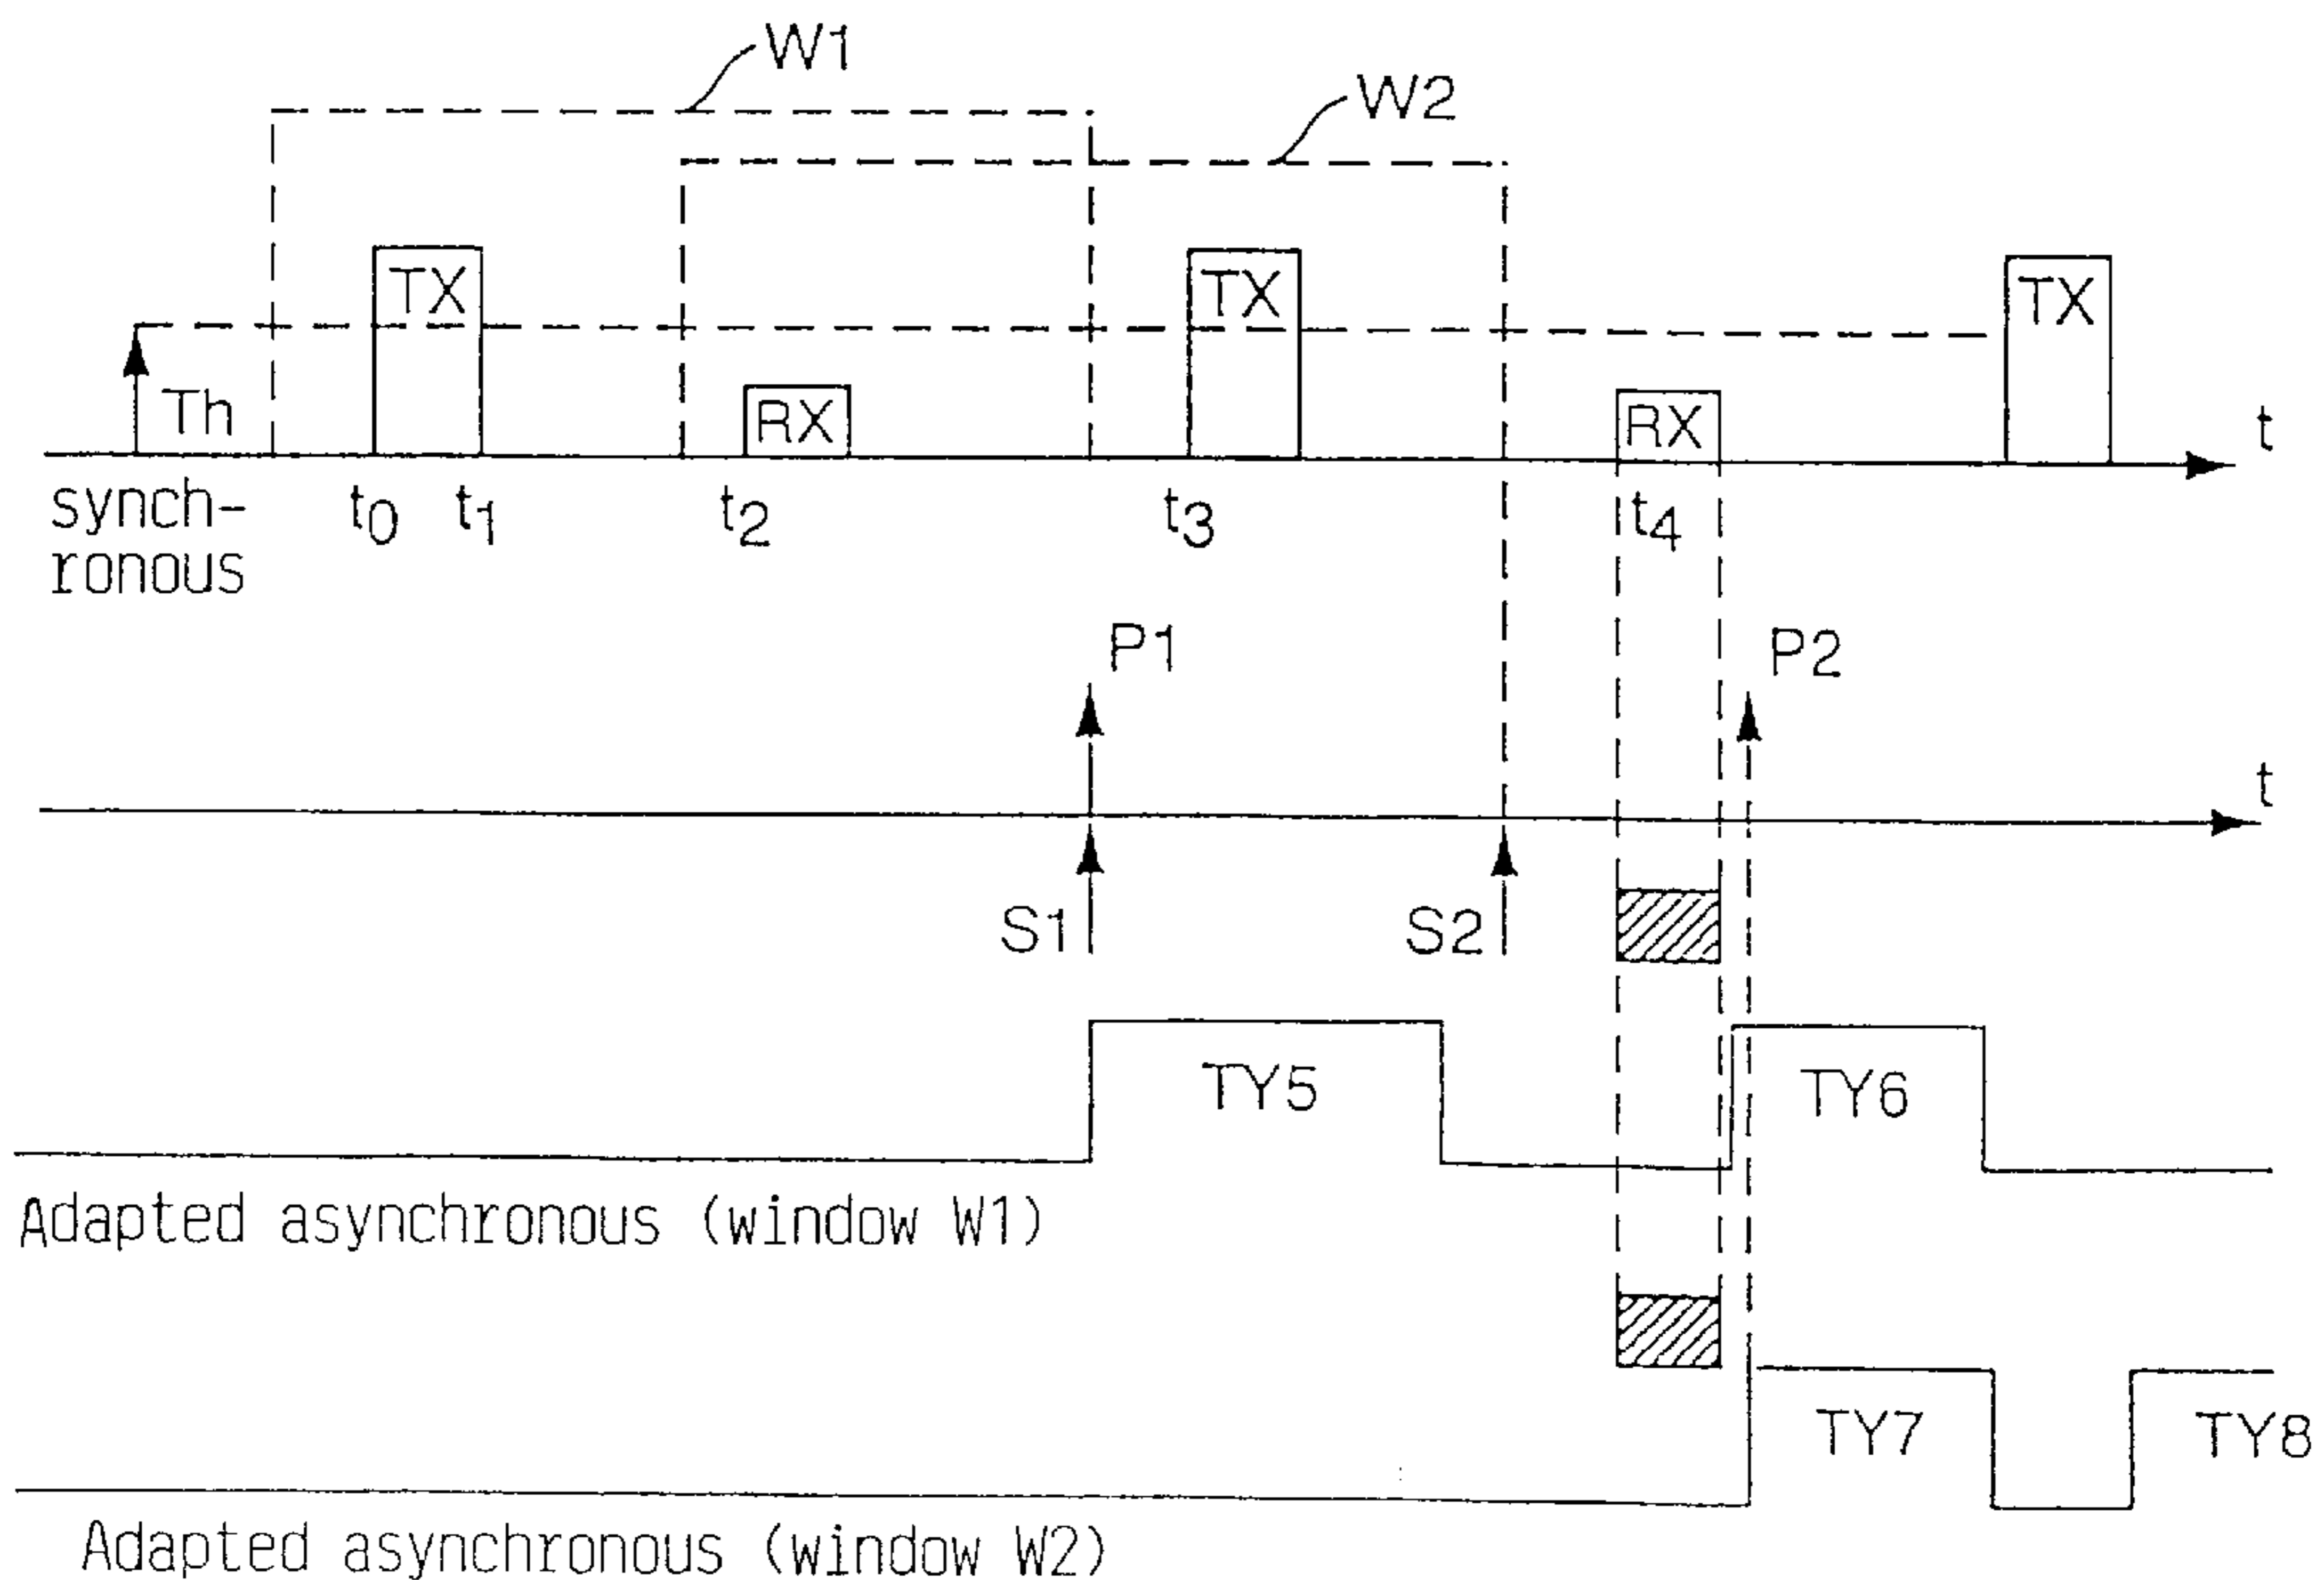 W1
W2
TX
TX
TX
Th
RX
RX
t
synch-
ronous
t0
t1
t2
t3
t4
P1
P2
t
S1
S2
TY5
TY6
Adapted asynchronous (window W1)
TY7
TY8
Adapted asynchronous (window W2)